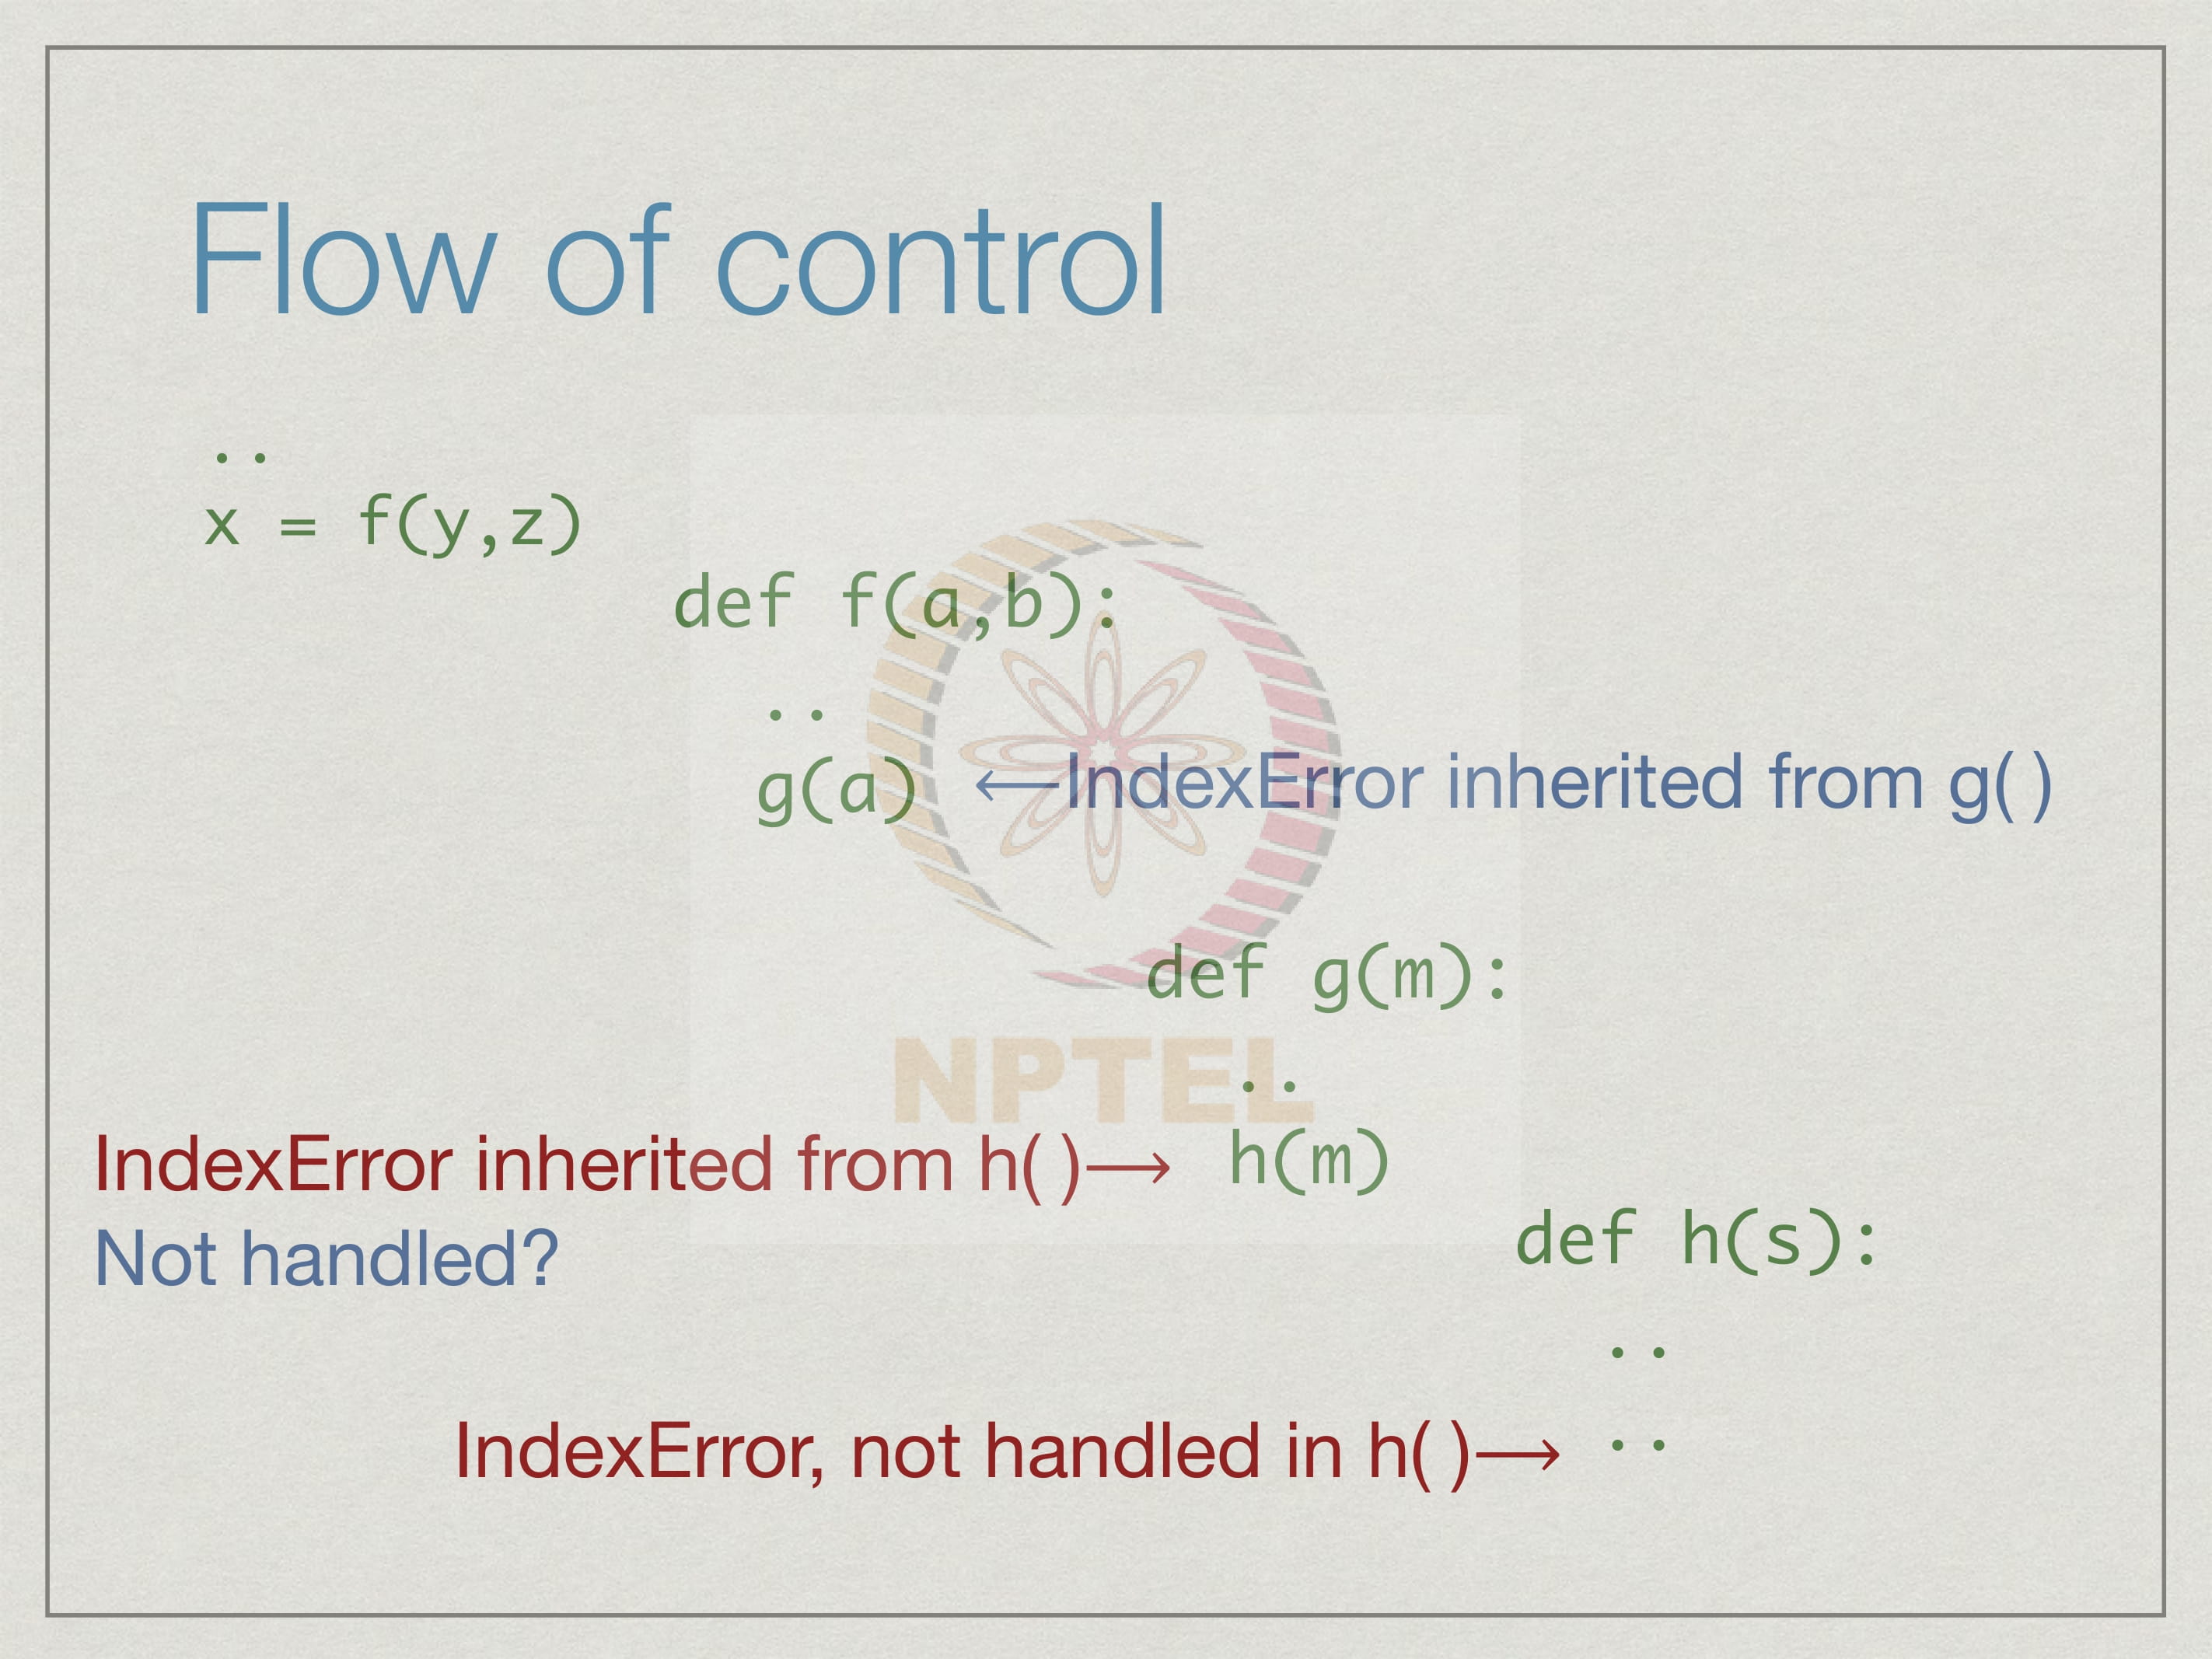 Flow of control
..
x = f(y,z)
def f(a,b):
..
g(a) ←IndexError inherited from g( )
def g(m):
NPTEL
..
IndexError inherited from h( )→ h(m)
Not handled?
def h(s):
..
IndexError, not handled in h( )→ ..